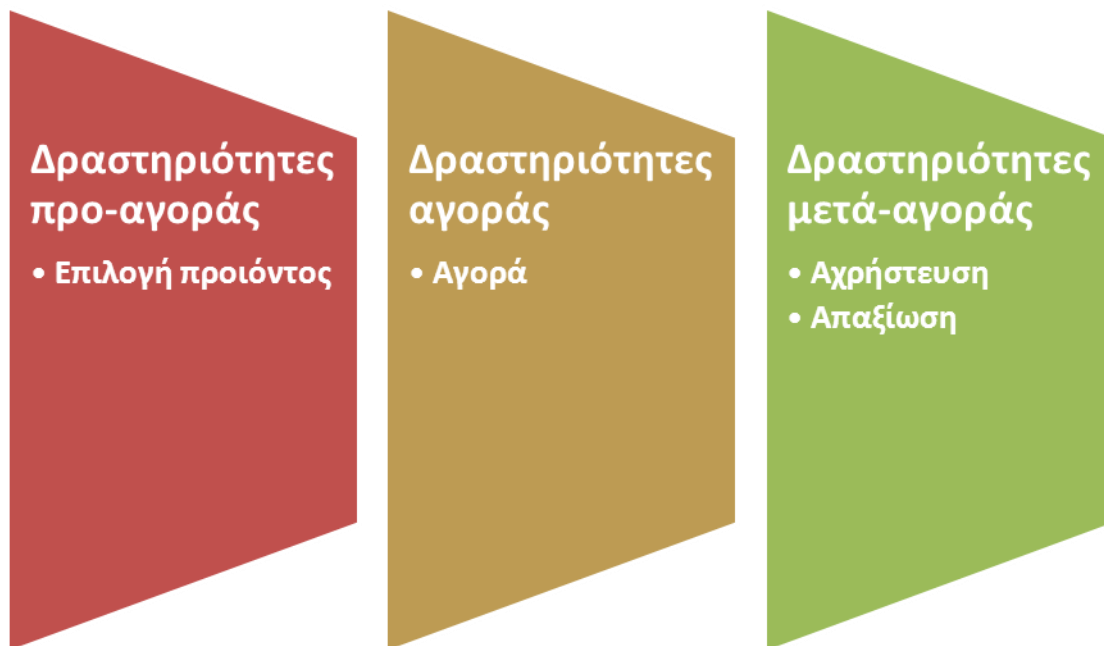 Δραστηριότητες
προ-αγοράς
• Επιλογή προιόντος
Δραστηριότητες
αγοράς
• Αγορά
Δραστηριότητες
μετά-αγοράς
• Αχρήστευση
• Απαξίωση